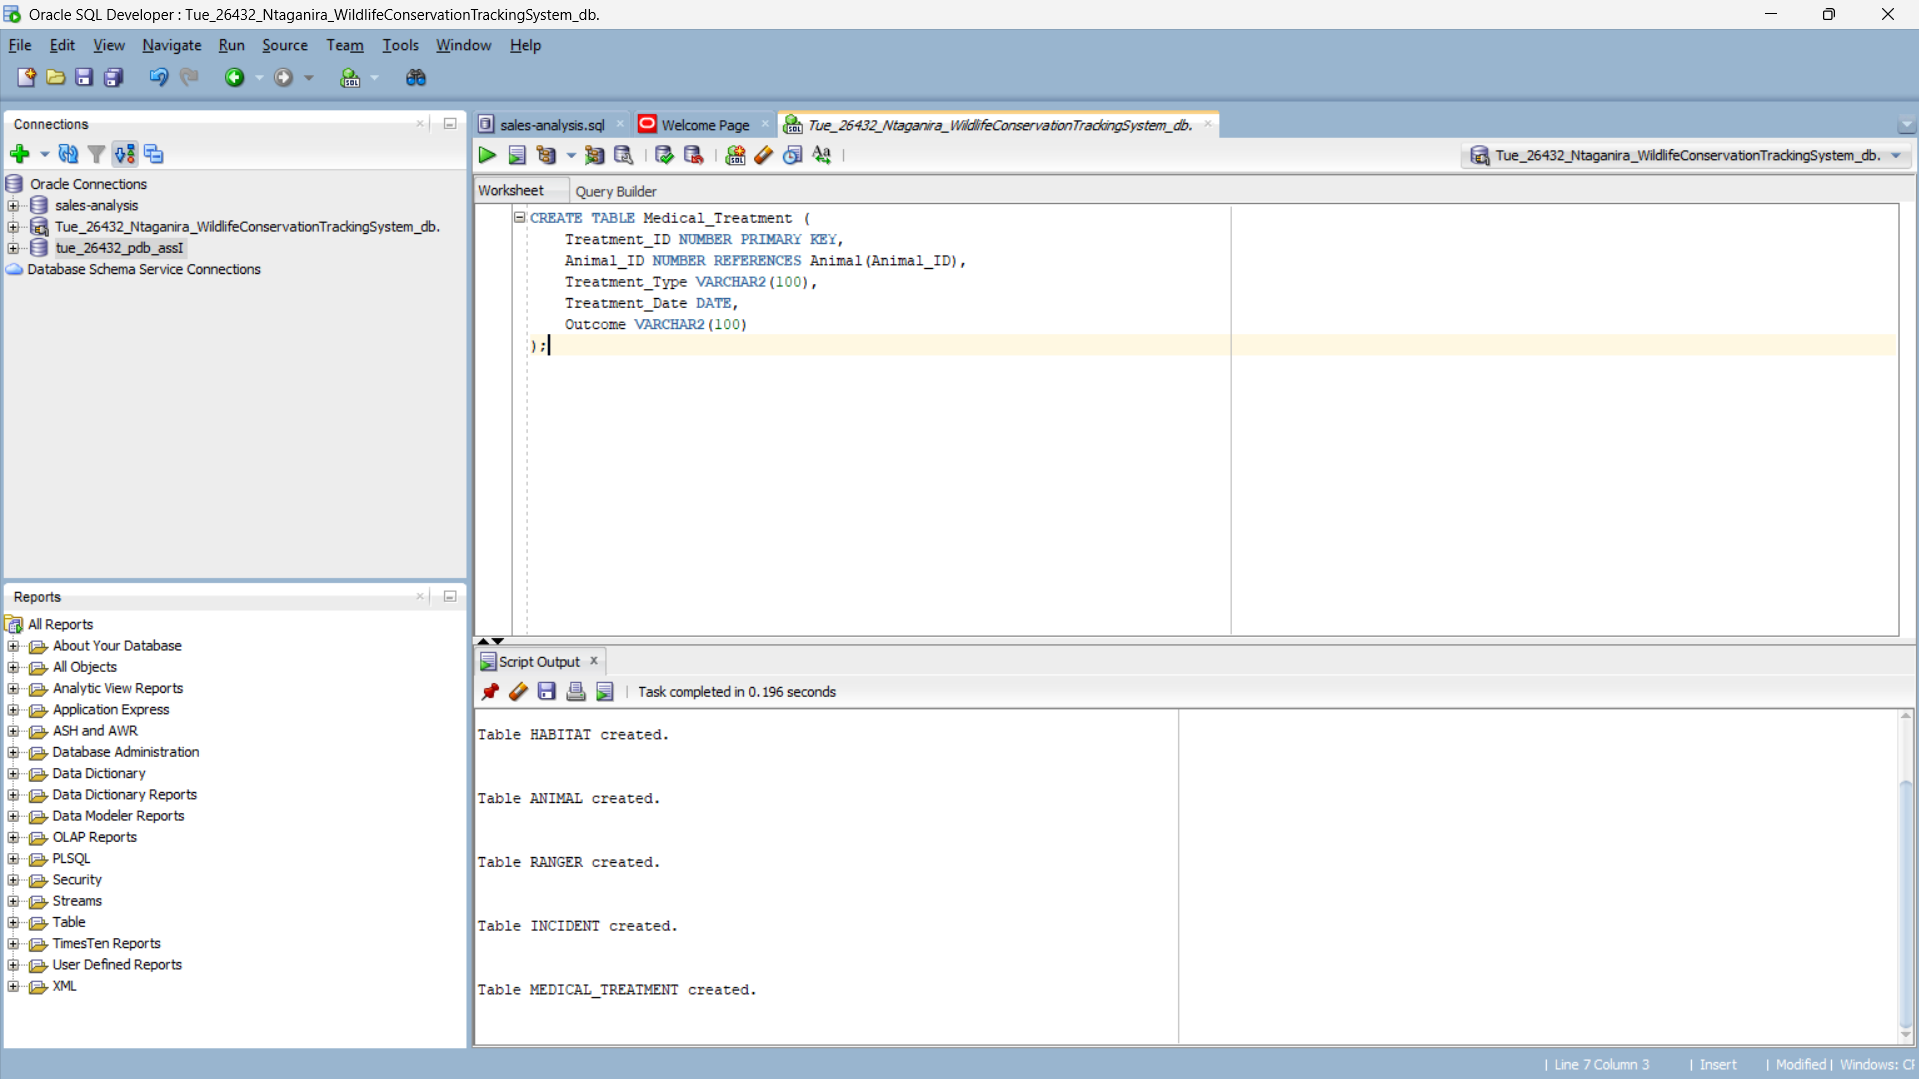 Oracle SQL Developer : Tue_26432_Ntaganira_WildlifeConservationTrackingSystem_db.
File Edit View Navigate Run Source Team Tools Window Help
Connections
Oracle Connections
sales-analysis
Tue_26432_Ntaganira_WildlifeConservationTrackingSystem_db.
tue_26432_pdb_assI
Database Schema Service Connections
Reports
All Reports
About Your Database
All Objects
Analytic View Reports
Application Express
ASH and AWR
Database Administration
Data Dictionary
Data Dictionary Reports
Data Modeler Reports
OLAP Reports
PLSQL
Security
Streams
Table
TimesTen Reports
User Defined Reports
XML
sales-analysis.sql Welcome Page Tue_26432_Ntaganira_WildlifeConservationTrackingSystem_db.
Tue_26432_Ntaganira_WildlifeConservationTrackingSystem_db.
Worksheet Query Builder
CREATE TABLE Medical_Treatment (
Treatment_ID NUMBER PRIMARY KEY,
Animal_ID NUMBER REFERENCES Animal(Animal_ID),
Treatment_Type VARCHAR2(100),
Treatment_Date DATE,
Outcome VARCHAR2(100)
);
Script Output
Task completed in 0.196 seconds
Table HABITAT created.
Table ANIMAL created.
Table RANGER created.
Table INCIDENT created.
Table MEDICAL_TREATMENT created.
Line 7 Column 3 | Insert | Modified | Windows: